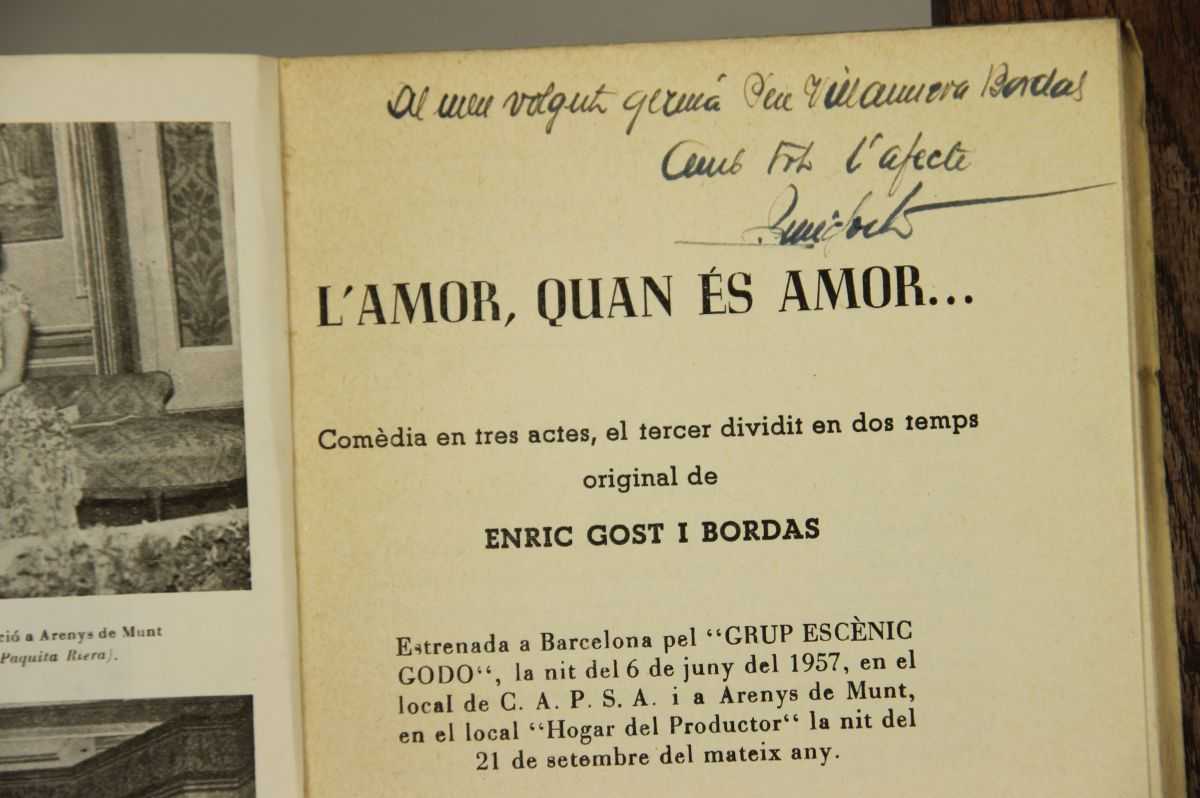 Al meu volgut germà Pere Villanueva Bordas
Amb tot l'afecte
L'AMOR, QUAN ÉS AMOR...
Comèdia en tres actes, el tercer dividit en dos temps
original de
ENRIC GOST I BORDAS
Estrenada a Barcelona pel “GRUP ESCÈNIC
GODO“, la nit del 6 de juny del 1957, en el
local de C. A. P. S. A. i a Arenys de Munt,
en el local “Hogar del Productor“ la nit del
21 de setembre del mateix any.
ció a Arenys de Munt
Paquita Riera).